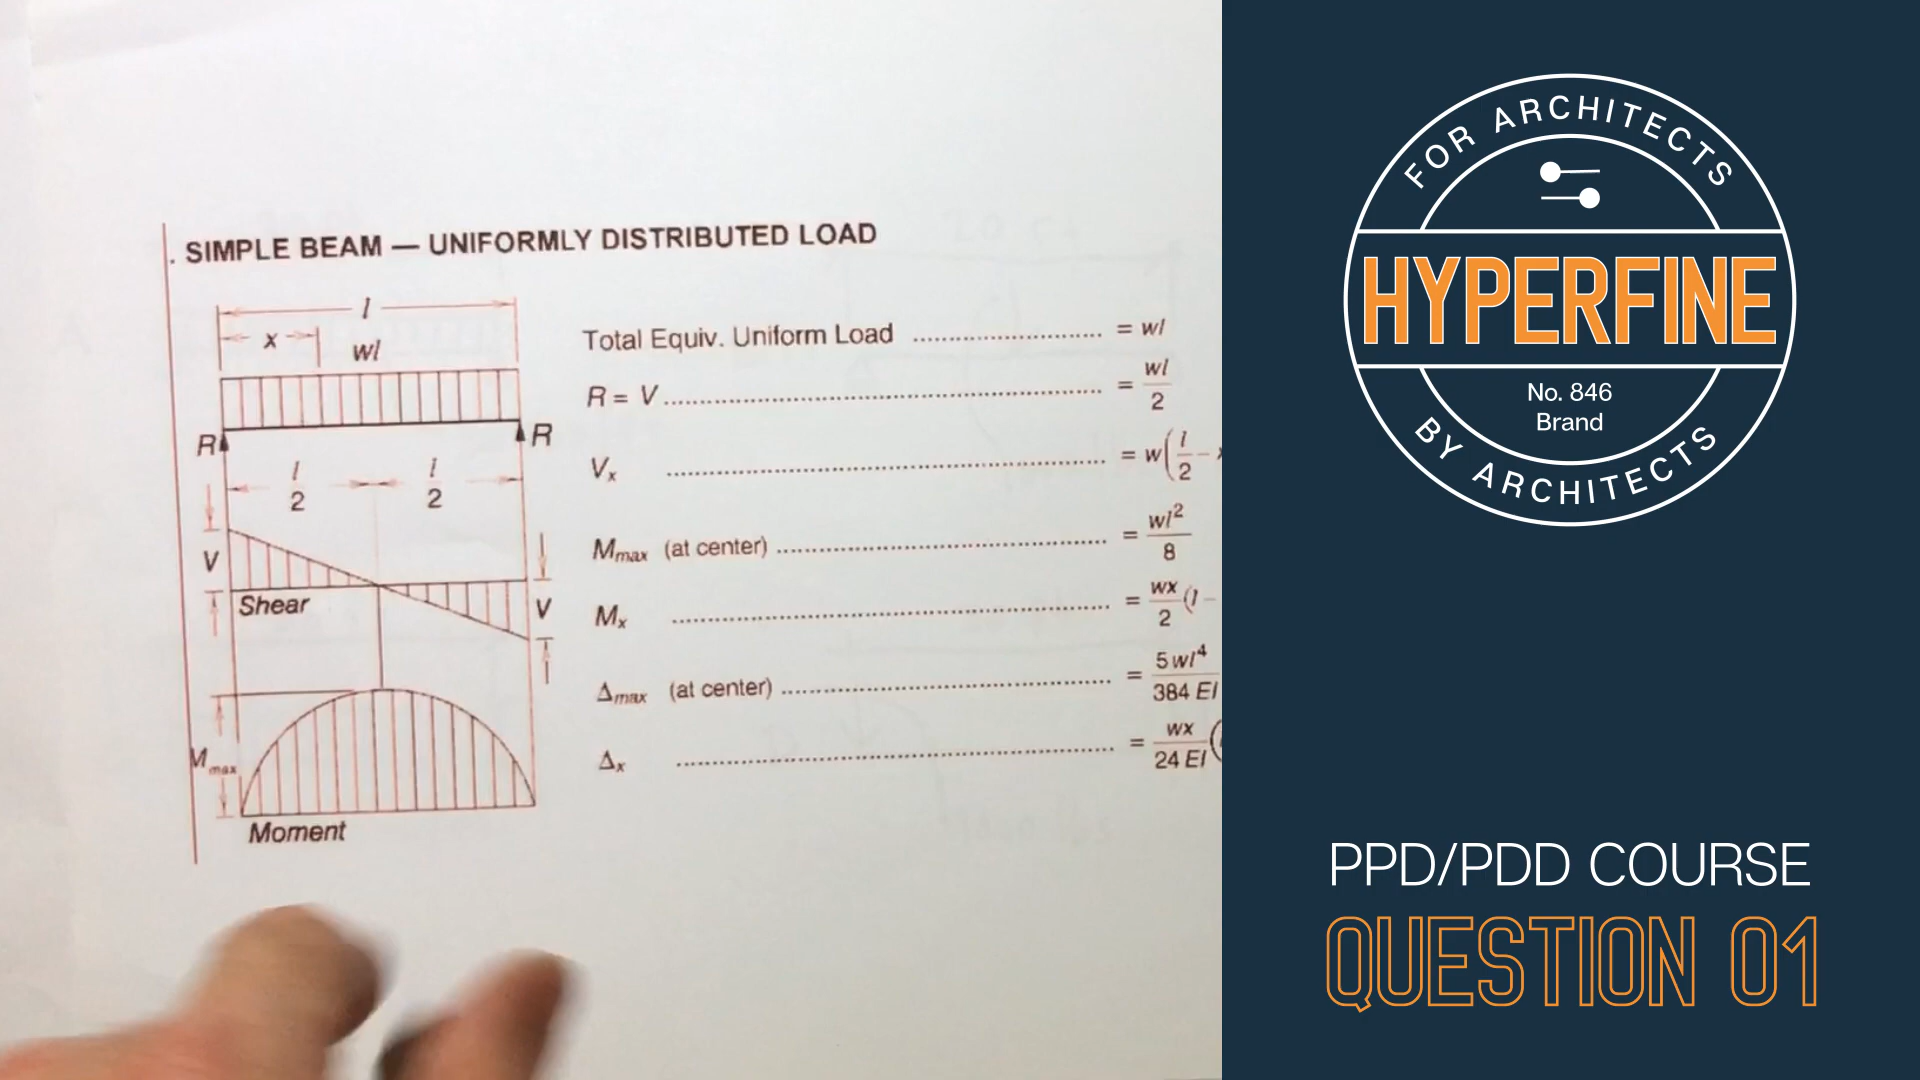 . SIMPLE BEAM — UNIFORMLY DISTRIBUTED LOAD
l
x
wl
R
R
l/2
l/2
V
Shear
V
M max
Moment
Total Equiv. Uniform Load .......................... = wl
R = V .......................... = wl/2
Vx .......................... = w(l/2 −
Mmax (at center) .......................... = wl²/8
Mx .......................... = wx/2 (l −
Δmax (at center) .......................... = 5wl⁴/384 EI
Δx .......................... = wx/24 EI (
FOR ARCHITECTS
HYPERFINE
No. 846
Brand
BY ARCHITECTS
PPD/PDD COURSE
QUESTION 01